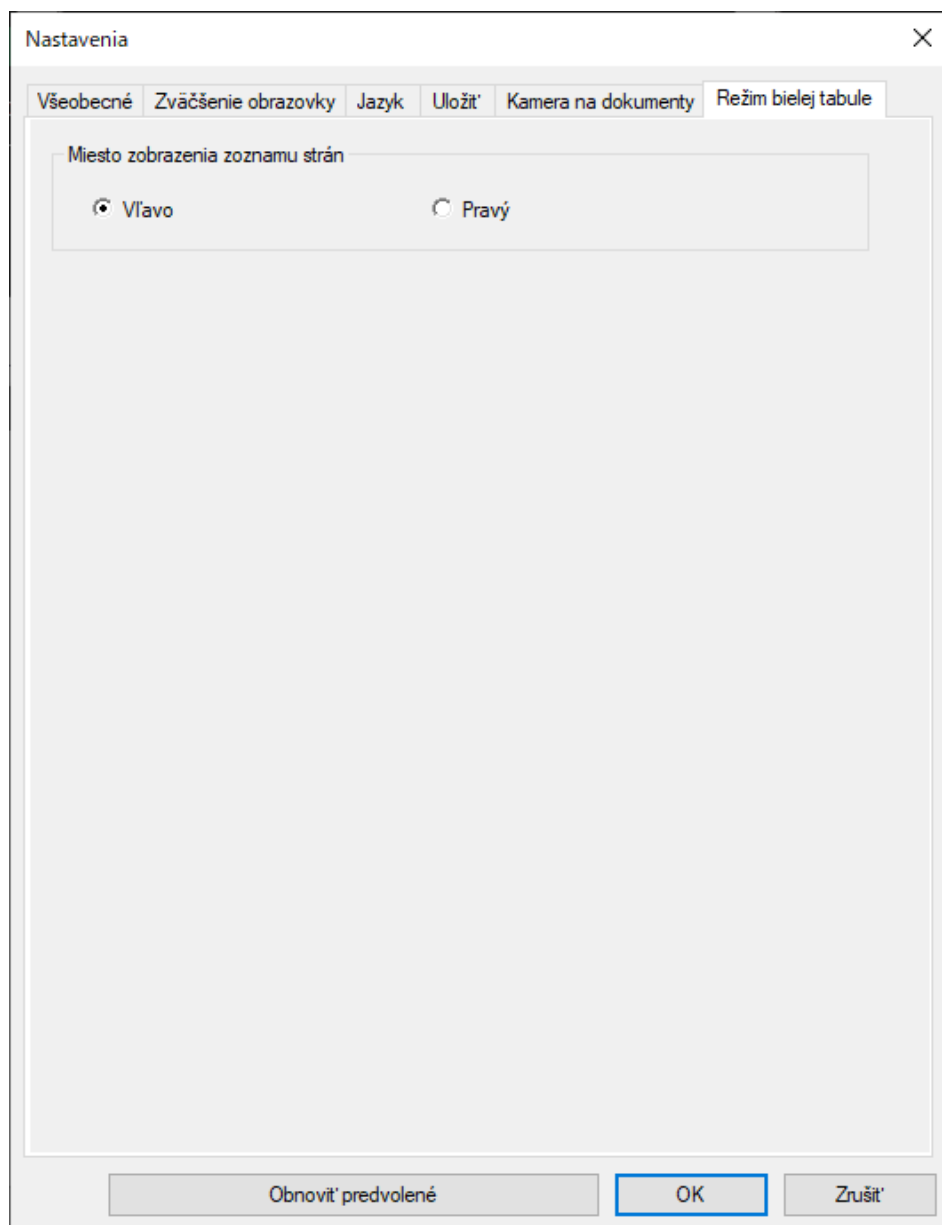 Nastavenia
Všeobecné Zväčšenie obrazovky Jazyk Uložiť Kamera na dokumenty Režim bielej tabule
Miesto zobrazenia zoznamu strán
Vľavo Pravý
Obnoviť predvolené OK Zrušiť